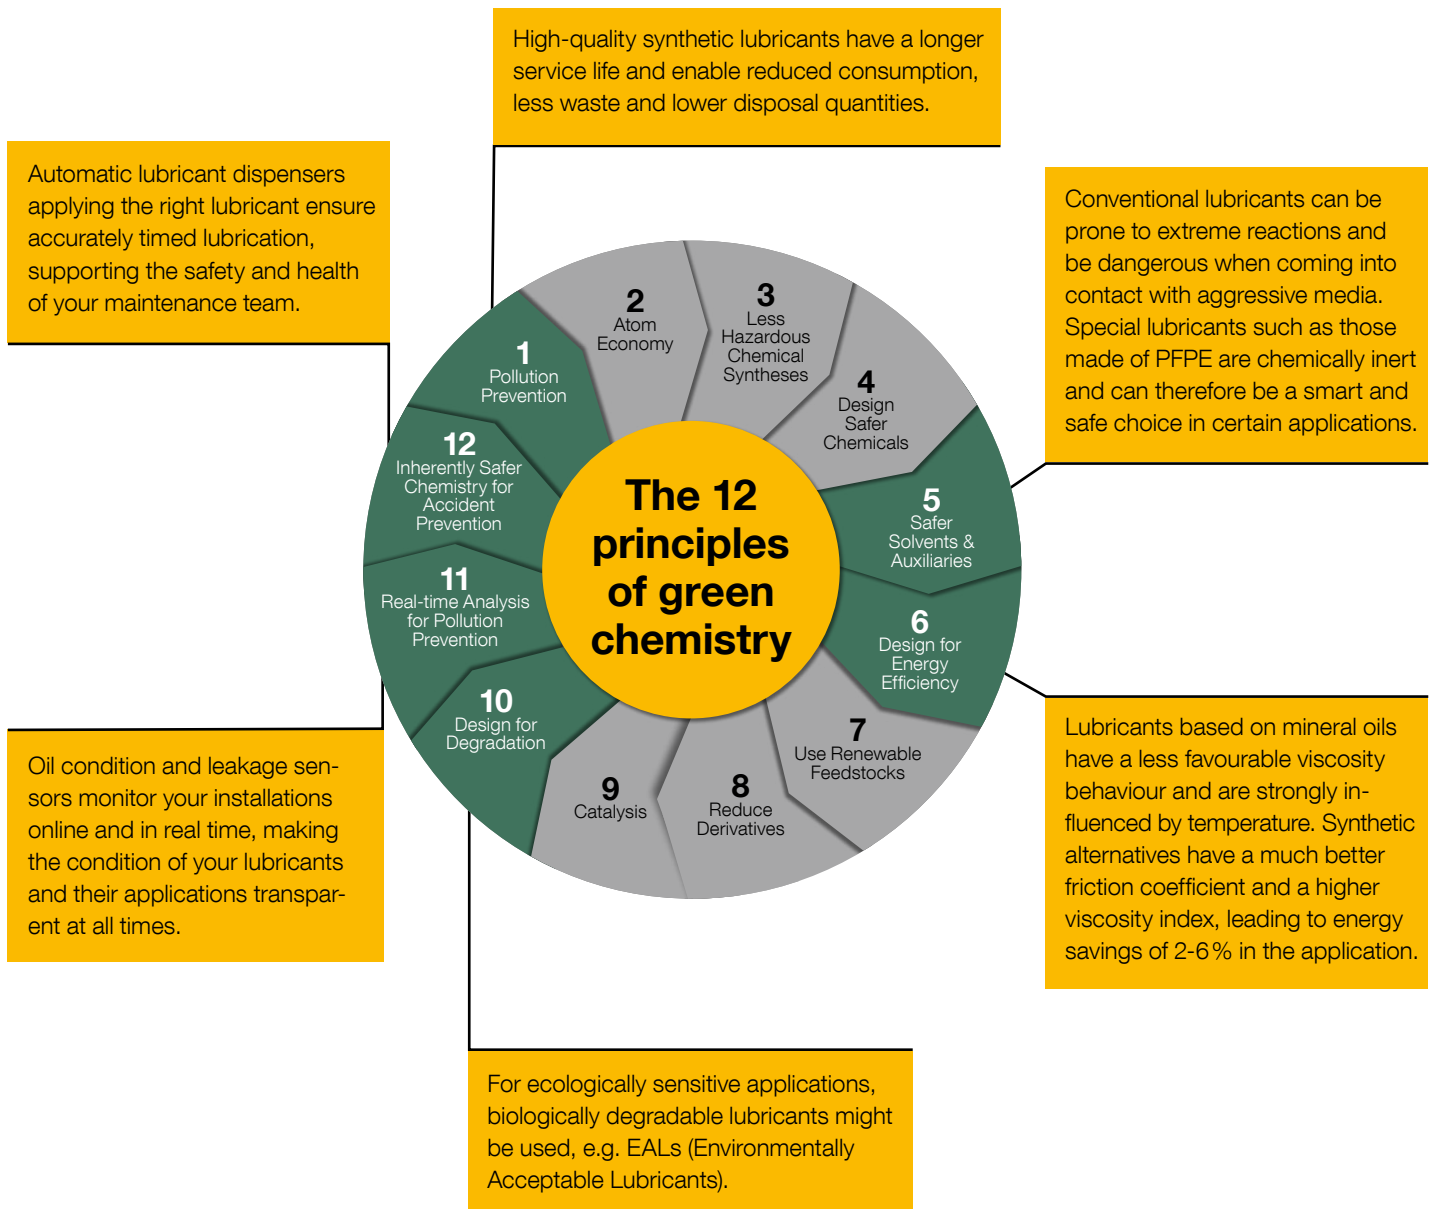 High-quality synthetic lubricants have a longer
service life and enable reduced consumption,
less waste and lower disposal quantities.
Automatic lubricant dispensers
applying the right lubricant ensure
accurately timed lubrication,
supporting the safety and health
of your maintenance team.
Conventional lubricants can be
prone to extreme reactions and
be dangerous when coming into
contact with aggressive media.
Special lubricants such as those
made of PFPE are chemically inert
and can therefore be a smart and
safe choice in certain applications.
The 12
principles
of green
chemistry
1
Pollution
Prevention
2
Atom
Economy
3
Less
Hazardous
Chemical
Syntheses
4
Design
Safer
Chemicals
5
Safer
Solvents &
Auxiliaries
6
Design for
Energy
Efficiency
7
Use Renewable
Feedstocks
8
Reduce
Derivatives
9
Catalysis
10
Design for
Degradation
11
Real-time Analysis
for Pollution
Prevention
12
Inherently Safer
Chemistry for
Accident
Prevention
Oil condition and leakage sen-
sors monitor your installations
online and in real time, making
the condition of your lubricants
and their applications transpar-
ent at all times.
Lubricants based on mineral oils
have a less favourable viscosity
behaviour and are strongly in-
fluenced by temperature. Synthetic
alternatives have a much better
friction coefficient and a higher
viscosity index, leading to energy
savings of 2-6% in the application.
For ecologically sensitive applications,
biologically degradable lubricants might
be used, e.g. EALs (Environmentally
Acceptable Lubricants).